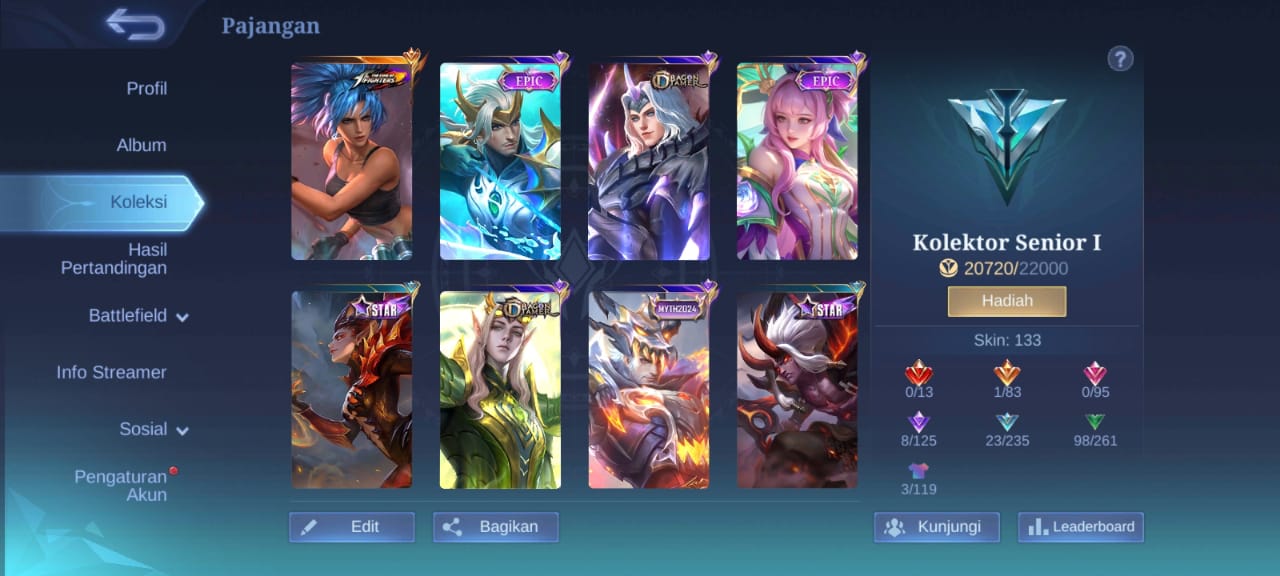 Pajangan
?
Profil
Album
Koleksi
Hasil
Pertandingan
Battlefield
Info Streamer
Sosial
Pengaturan
Akun
THE KING OF
FIGHTERS
EPIC
DRAGON
TAMER
EPIC
STAR
DRAGON
TAMER
MYTH2024
STAR
Edit
Bagikan
Kolektor Senior I
20720/22000
Hadiah
Skin: 133
0/13
1/83
0/95
8/125
23/235
98/261
3/119
Kunjungi
Leaderboard